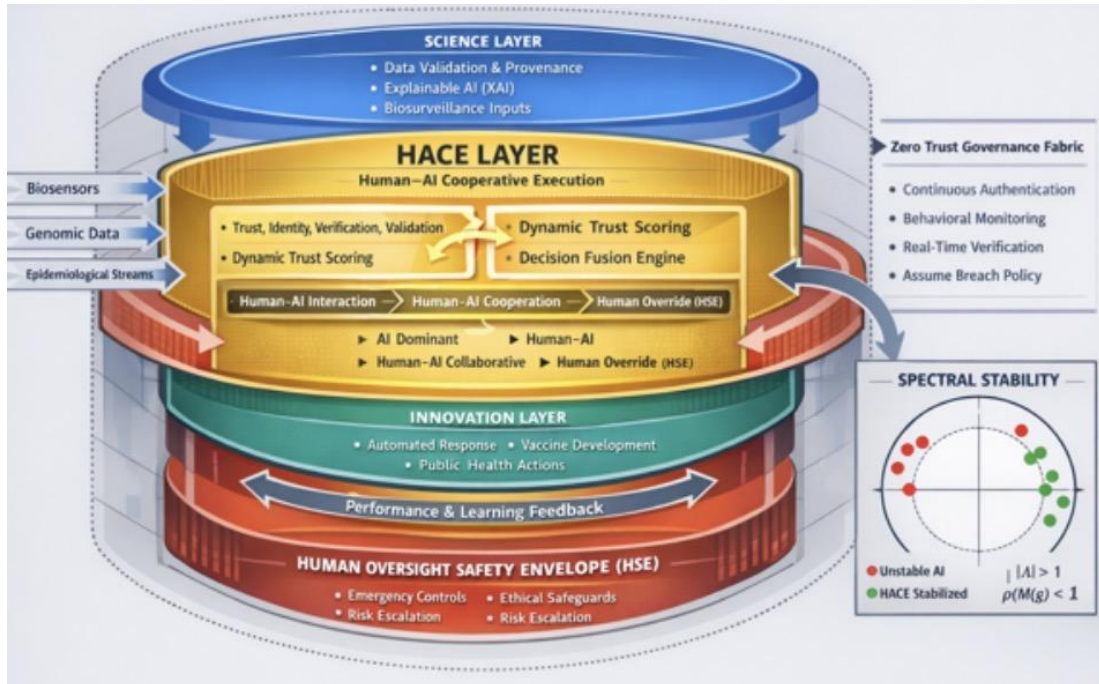 SCIENCE LAYER
• Data Validation & Provenance
• Explainable AI (XAI)
• Biosurveillance Inputs
HACE LAYER
Human–AI Cooperative Execution
Biosensors
Genomic Data
Epidemiological Streams
• Trust, Identity, Verification, Validation
• Dynamic Trust Scoring
• Dynamic Trust Scoring
• Decision Fusion Engine
Human-AI Interaction
Human-AI Cooperation
Human Override (HSE)
► AI Dominant ► Human–AI
► Human-AI Collaborative ► Human Override (HSE)
INNOVATION LAYER
• Automated Response • Vaccine Development
• Public Health Actions
Performance & Learning Feedback
HUMAN OVERSIGHT SAFETY ENVELOPE (HSE)
• Emergency Controls • Ethical Safeguards
• Risk Escalation • Risk Escalation
Zero Trust Governance Fabric
• Continuous Authentication
• Behavioral Monitoring
• Real-Time Verification
• Assume Breach Policy
SPECTRAL STABILITY
Unstable AI | |Λ| > 1
HACE Stabilized ρ(M(g) < 1